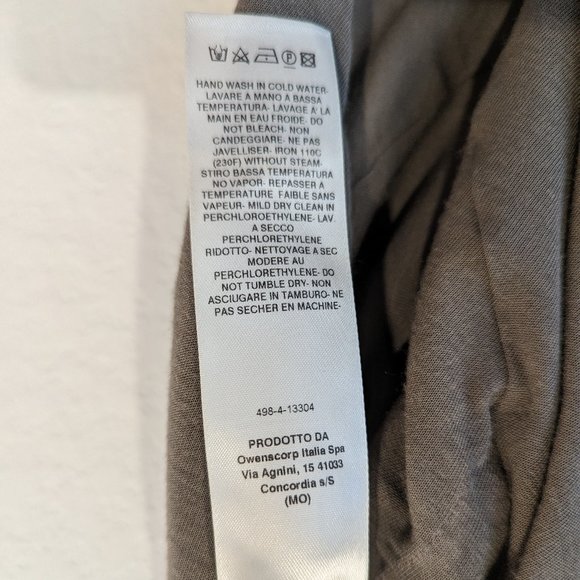 HAND WASH IN COLD WATER-
LAVARE A MANO A BASSA
TEMPERATURA- LAVAGE A' LA
MAIN EN EAU FROIDE- DO
NOT BLEACH- NON
CANDEGGIARE- NE PAS
JAVELLISER- IRON 110C
(230F) WITHOUT STEAM-
STIRO BASSA TEMPERATURA
NO VAPOR- REPASSER A
TEMPERATURE FAIBLE SANS
VAPEUR- MILD DRY CLEAN IN
PERCHLOROETHYLENE- LAV.
A SECCO
PERCHLORETHYLENE
RIDOTTO- NETTOYAGE A SEC
MODERE AU
PERCHLORETHYLENE- DO
NOT TUMBLE DRY- NON
ASCIUGARE IN TAMBURO- NE
PAS SECHER EN MACHINE-
498-4-13304
PRODOTTO DA
Owenscorp Italia Spa
Via Agnini, 15 41033
Concordia s/S
(MO)